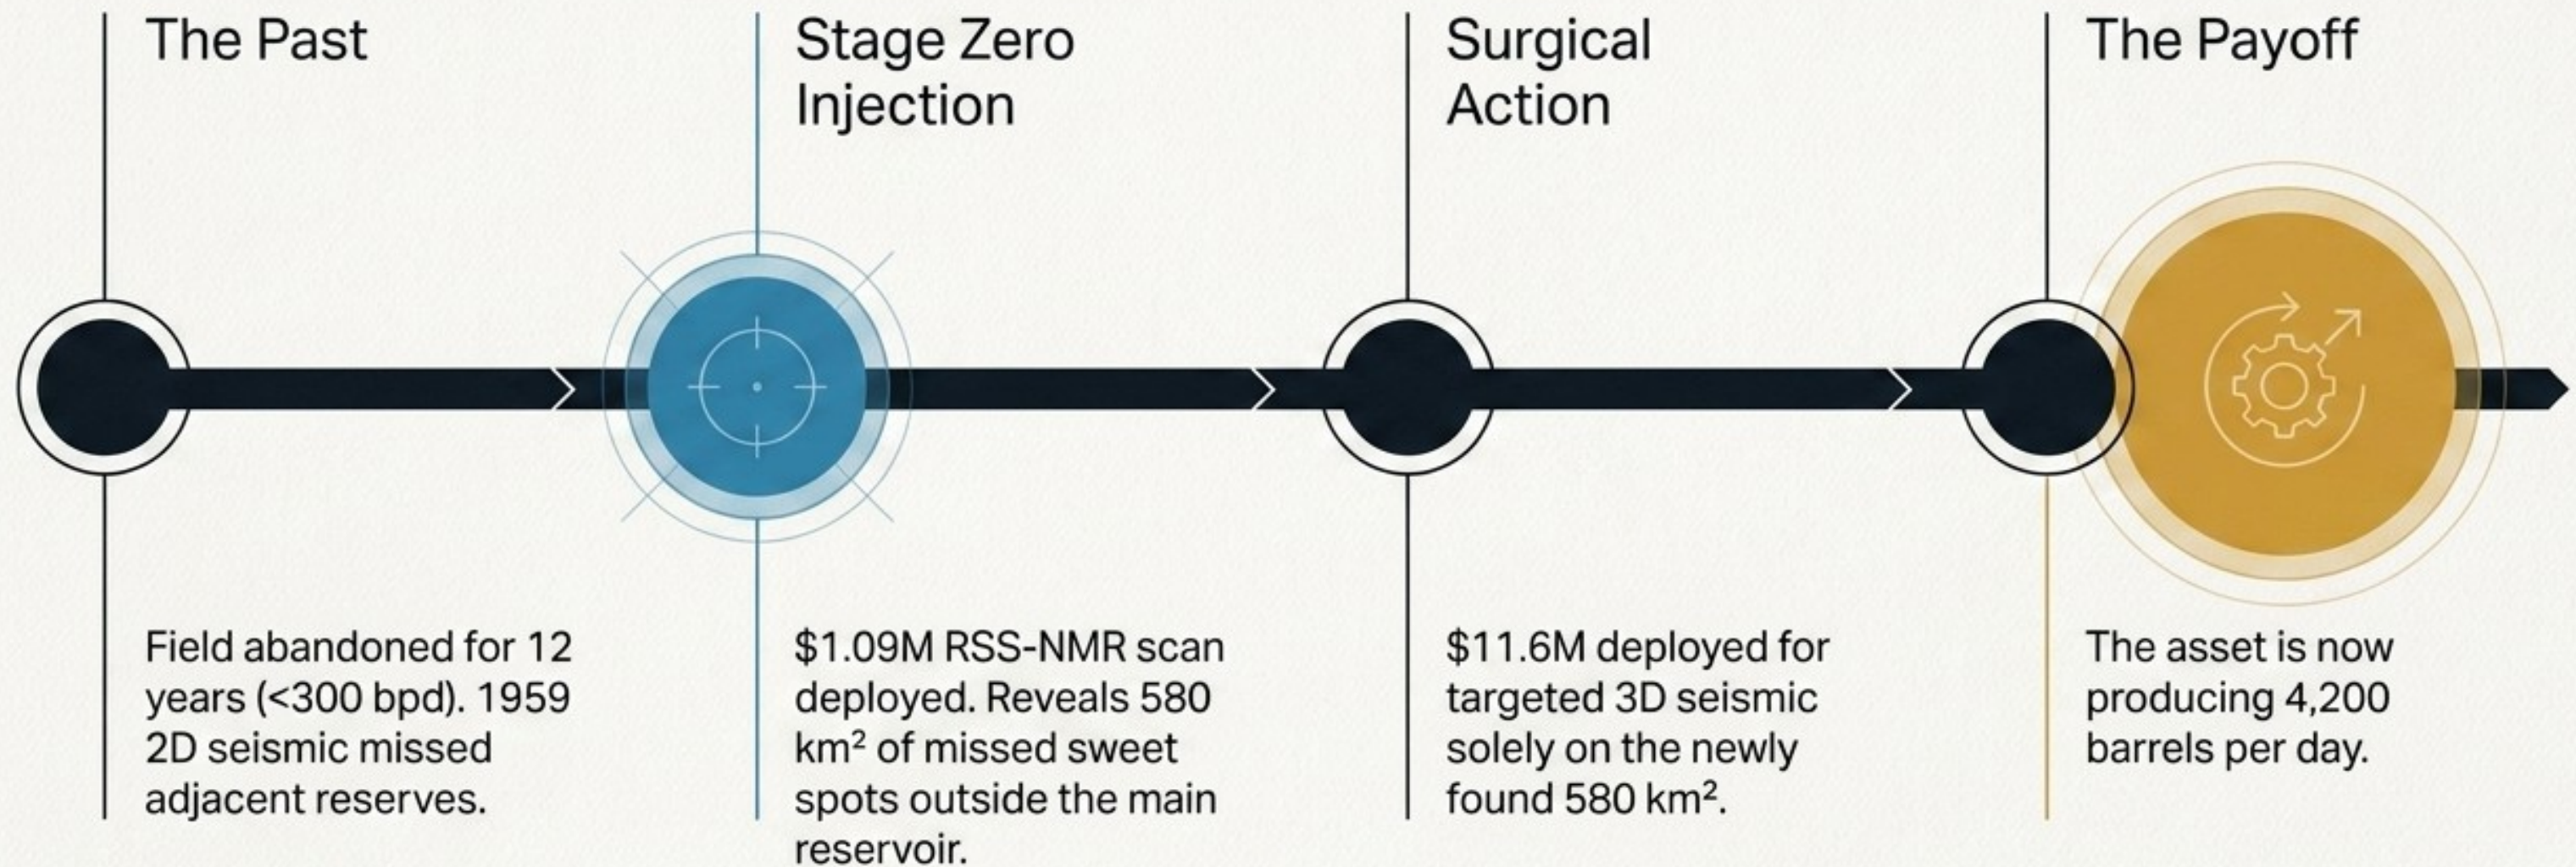 The Past
Field abandoned for 12
years (<300 bpd). 1959
2D seismic missed
adjacent reserves.
Stage Zero
Injection
$1.09M RSS-NMR scan
deployed. Reveals 580
km² of missed sweet
spots outside the main
reservoir.
Surgical
Action
$11.6M deployed for
targeted 3D seismic
solely on the newly
found 580 km².
The Payoff
The asset is now
producing 4,200
barrels per day.